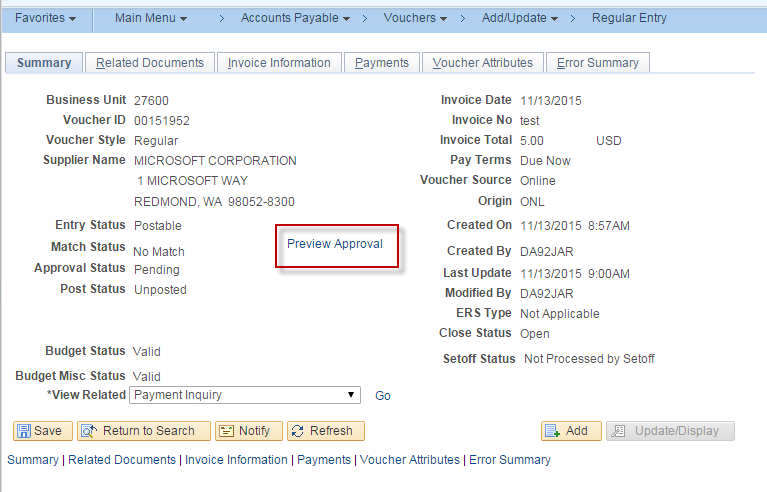 Favorites Main Menu > Accounts Payable > Vouchers > Add/Update > Regular Entry
Summary Related Documents Invoice Information Payments Voucher Attributes Error Summary
Business Unit 27600 Invoice Date 11/13/2015
Voucher ID 00151952 Invoice No test
Voucher Style Regular Invoice Total 5.00 USD
Supplier Name MICROSOFT CORPORATION Pay Terms Due Now
1 MICROSOFT WAY Voucher Source Online
REDMOND, WA 98052-8300 Origin ONL
Entry Status Postable Created On 11/13/2015 8:57AM
Preview Approval
Match Status No Match Created By DA92JAR
Approval Status Pending Last Update 11/13/2015 9:00AM
Post Status Unposted Modified By DA92JAR
ERS Type Not Applicable
Close Status Open
Budget Status Valid Setoff Status Not Processed by Setoff
Budget Misc Status Valid
*View Related Payment Inquiry Go
Save Return to Search Notify Refresh Add Update/Display
Summary | Related Documents | Invoice Information | Payments | Voucher Attributes | Error Summary